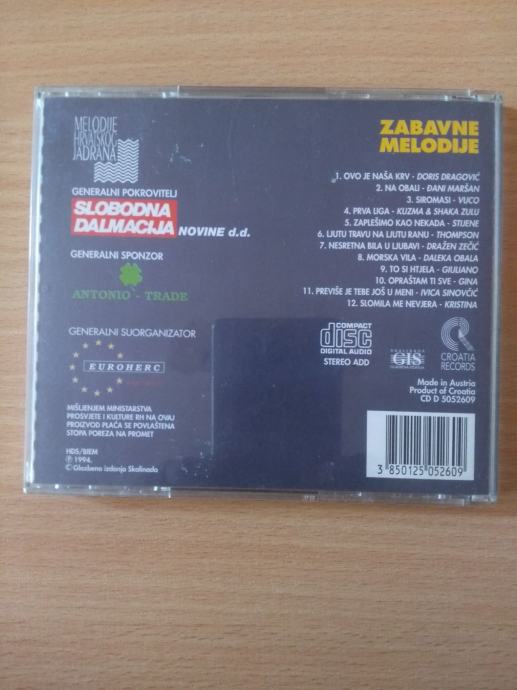 MELODIJE
HRVATSKOG
JADRANA
GENERALNI POKROVITELJ
SLOBODNA
DALMACIJA NOVINE d.d.
GENERALNI SPONZOR
ANTONIO - TRADE
GENERALNI SUORGANIZATOR
EUROHERC
MIŠLJENJEM MINISTARSTVA
PROSVJETE I KULTURE RH NA OVAJ
PROIZVOD PLAĆA SE POVLAŠTENA
STOPA POREZA NA PROMET
HDS/BIEM
℗ 1994.
© Glazbena izdanja Skalinada
ZABAVNE
MELODIJE
1. OVO JE NAŠA KRV - DORIS DRAGOVIĆ
2. NA OBALI - ĐANI MARŠAN
3. SIROMASI - VUCO
4. PRVA LIGA - KUZMA & SHAKA ZULU
5. ZAPLEŠIMO KAO NEKADA - STIJENE
6. LJUTU TRAVU NA LJUTU RANU - THOMPSON
7. NESRETNA BILA U LJUBAVI - DRAŽEN ZEČIĆ
8. MORSKA VILA - DALEKA OBALA
9. TO SI HTJELA - GIULIANO
10. OPRAŠTAM TI SVE - GINA
11. PREVIŠE JE TEBE JOŠ U MENI - IVICA SINOVČIĆ
12. SLOMILA ME NEVJERA - KRISTINA
COMPACT
disc
DIGITAL AUDIO
STEREO ADD
GIS
CROATIA
RECORDS
Made in Austria
Product of Croatia
CD D 5052609
3 850125 052609